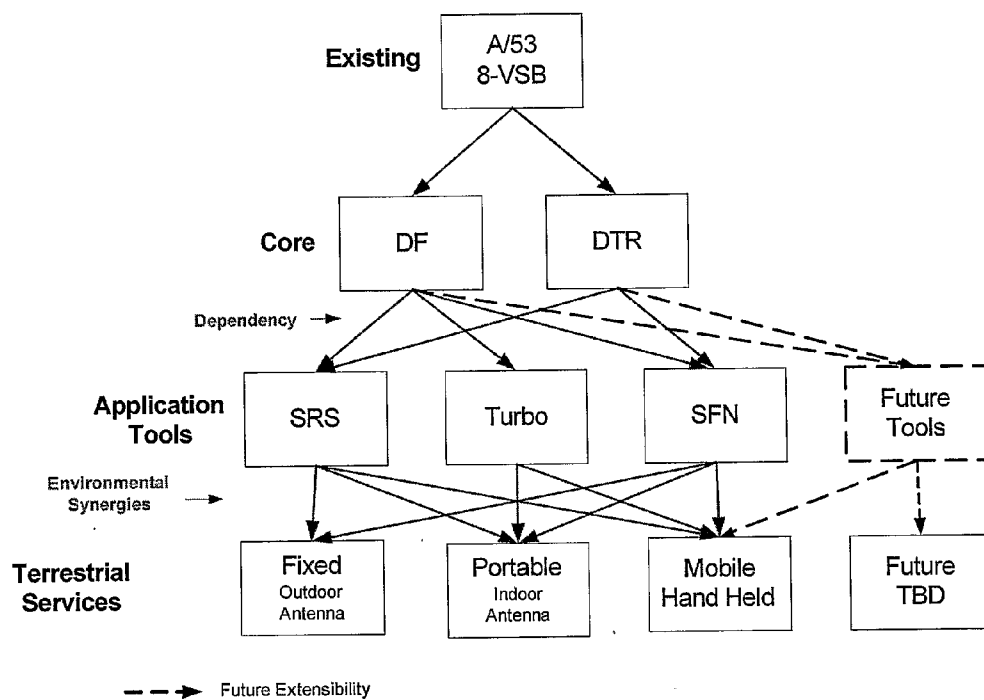 Existing
A/53
8-VSB
Core
DF
DTR
Dependency
Application
Tools
SRS
Turbo
SFN
Future
Tools
Environmental
Synergies
Terrestrial
Services
Fixed
Outdoor
Antenna
Portable
Indoor
Antenna
Mobile
Hand Held
Future
TBD
Future Extensibility